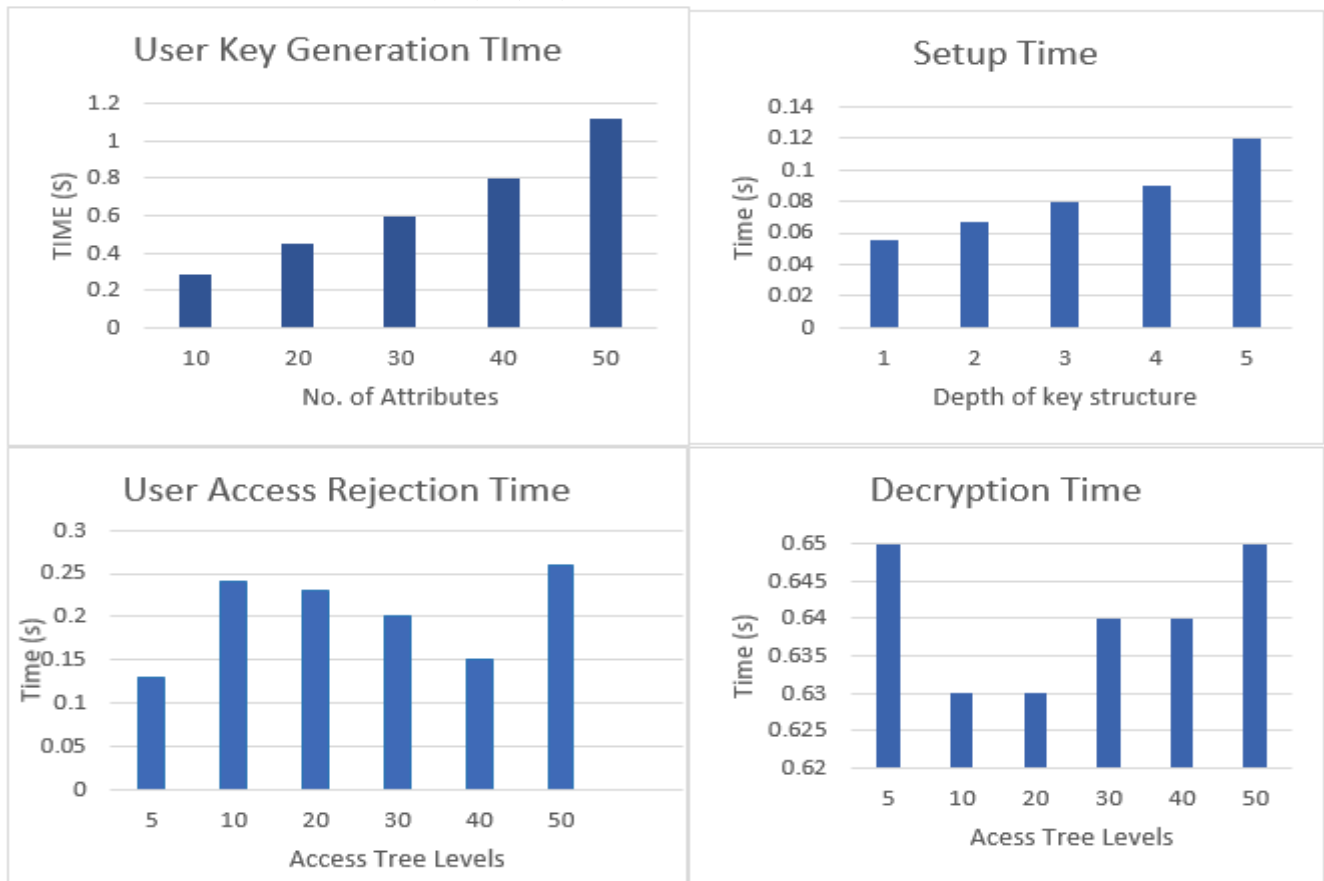 User Key Generation TIme
1.2
1
0.8
0.6
0.4
0.2
0
TIME (S)
10 20 30 40 50
No. of Attributes
Setup Time
0.14
0.12
0.1
0.08
0.06
0.04
0.02
0
Time (s)
1 2 3 4 5
Depth of key structure
User Access Rejection Time
0.3
0.25
0.2
0.15
0.1
0.05
0
Time (s)
5 10 20 30 40 50
Access Tree Levels
Decryption Time
0.65
0.645
0.64
0.635
0.63
0.625
0.62
Time (s)
5 10 20 30 40 50
Acess Tree Levels